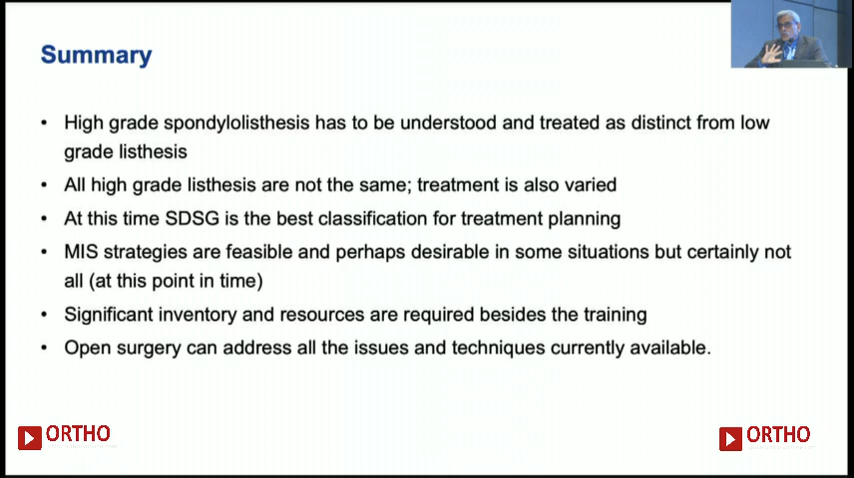 Summary
• High grade spondylolisthesis has to be understood and treated as distinct from low
grade listhesis
• All high grade listhesis are not the same; treatment is also varied
• At this time SDSG is the best classification for treatment planning
• MIS strategies are feasible and perhaps desirable in some situations but certainly not
all (at this point in time)
• Significant inventory and resources are required besides the training
• Open surgery can address all the issues and techniques currently available.
ORTHO
ORTHO